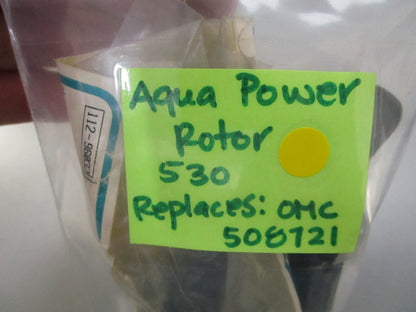 Aqua Power
Rotor
530
Replaces: OMC
508721